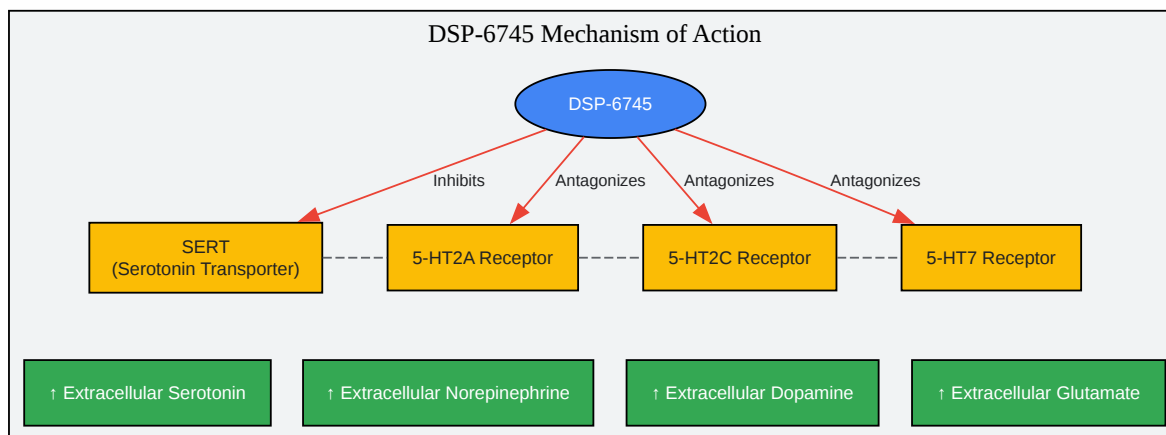 DSP-6745 Mechanism of Action
DSP-6745
Inhibits
Antagonizes
Antagonizes
Antagonizes
SERT
(Serotonin Transporter)
5-HT2A Receptor
5-HT2C Receptor
5-HT7 Receptor
↑ Extracellular Serotonin
↑ Extracellular Norepinephrine
↑ Extracellular Dopamine
↑ Extracellular Glutamate